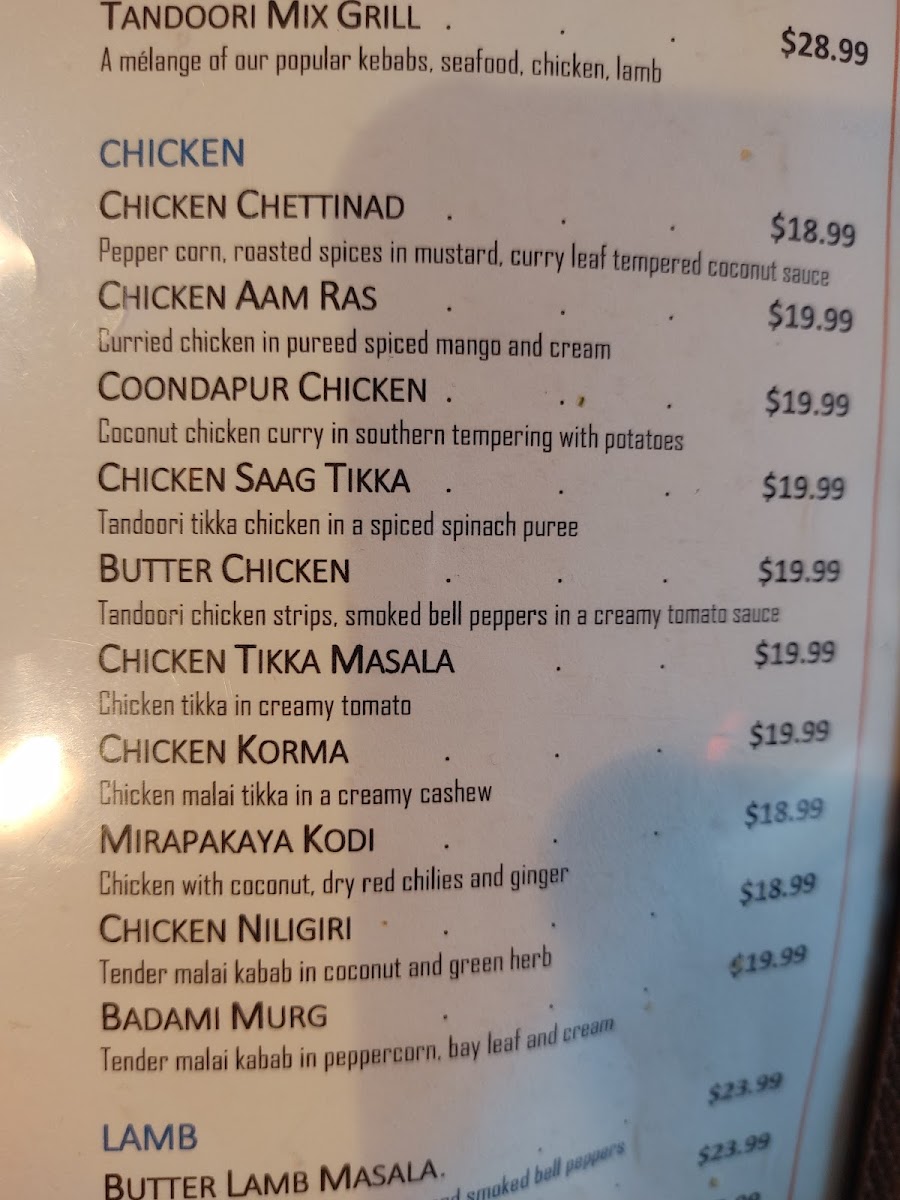 TANDOORI MIX GRILL . . . $28.99
A mélange of our popular kebabs, seafood, chicken, lamb
CHICKEN
CHICKEN CHETTINAD . . . $18.99
Pepper corn, roasted spices in mustard, curry leaf tempered coconut sauce
CHICKEN AAM RAS . . . $19.99
Curried chicken in pureed spiced mango and cream
COONDAPUR CHICKEN . . . $19.99
Coconut chicken curry in southern tempering with potatoes
CHICKEN SAAG TIKKA . . . $19.99
Tandoori tikka chicken in a spiced spinach puree
BUTTER CHICKEN . . . $19.99
Tandoori chicken strips, smoked bell peppers in a creamy tomato sauce
CHICKEN TIKKA MASALA . . $19.99
Chicken tikka in creamy tomato
CHICKEN KORMA . . . $19.99
Chicken malai tikka in a creamy cashew
MIRAPAKAYA KODI . . . $18.99
Chicken with coconut, dry red chilies and ginger
CHICKEN NILIGIRI . . . $18.99
Tender malai kabab in coconut and green herb
BADAMI MURG . . . $19.99
Tender malai kabab in peppercorn, bay leaf and cream
LAMB
BUTTER LAMB MASALA. . . $23.99
smoked bell peppers
$23.99